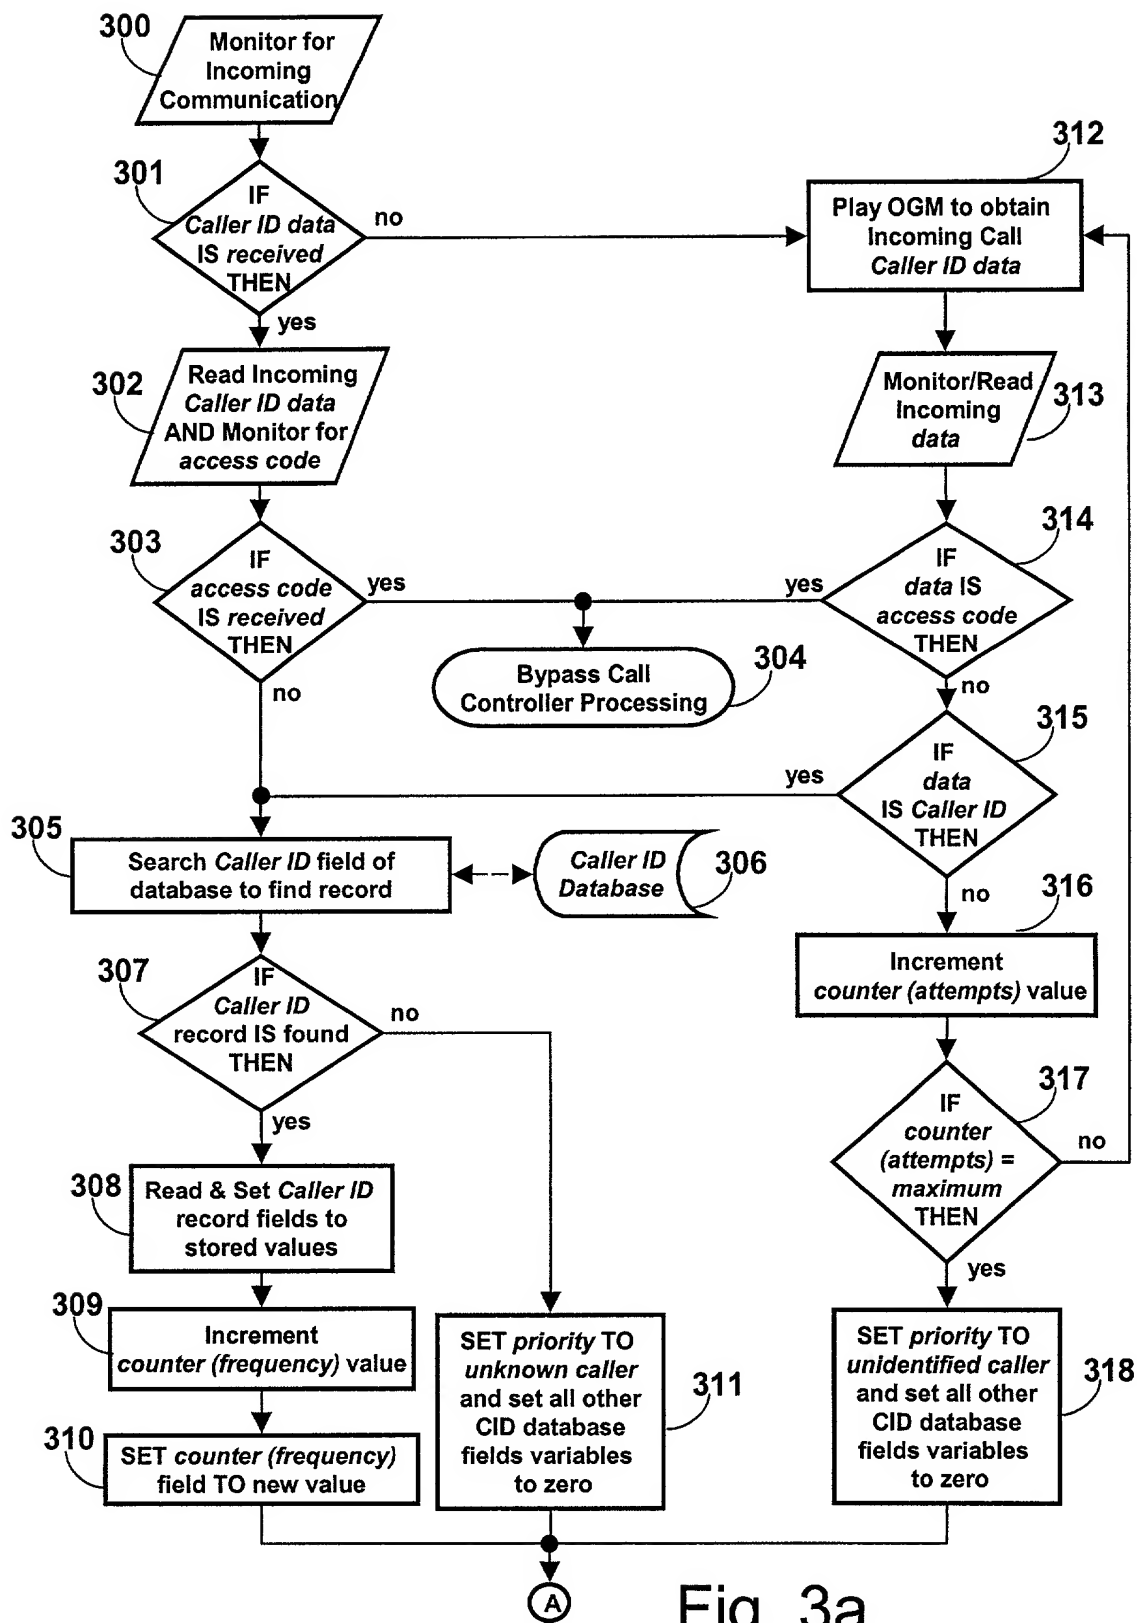 300
Monitor for
Incoming
Communication
301
IF
Caller ID data
IS received
THEN
no
yes
312
Play OGM to obtain
Incoming Call
Caller ID data
302
Read Incoming
Caller ID data
AND Monitor for
access code
Monitor/Read
Incoming
data
313
303
IF
access code
IS received
THEN
yes
no
314
IF
data IS
access code
THEN
yes
no
Bypass Call
Controller Processing
304
315
IF
data
IS Caller ID
THEN
yes
no
305
Search Caller ID field of
database to find record
Caller ID
Database
306
316
Increment
counter (attempts) value
307
IF
Caller ID
record IS found
THEN
no
yes
317
IF
counter
(attempts) =
maximum
THEN
no
yes
308
Read & Set Caller ID
record fields to
stored values
309
Increment
counter (frequency) value
310
SET counter (frequency)
field TO new value
SET priority TO
unknown caller
and set all other
CID database
fields variables
to zero
311
SET priority TO
unidentified caller
and set all other
CID database
fields variables
to zero
318
A
Fig. 3a